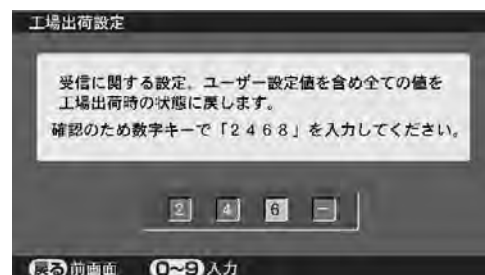 工場出荷設定
受信に関する設定、ユーザー設定値を含め全ての値を
工場出荷時の状態に戻します。
確認のため数字キーで「２４６８」を入力してください。
2 4 6 －
戻る 前画面 0~9 入力